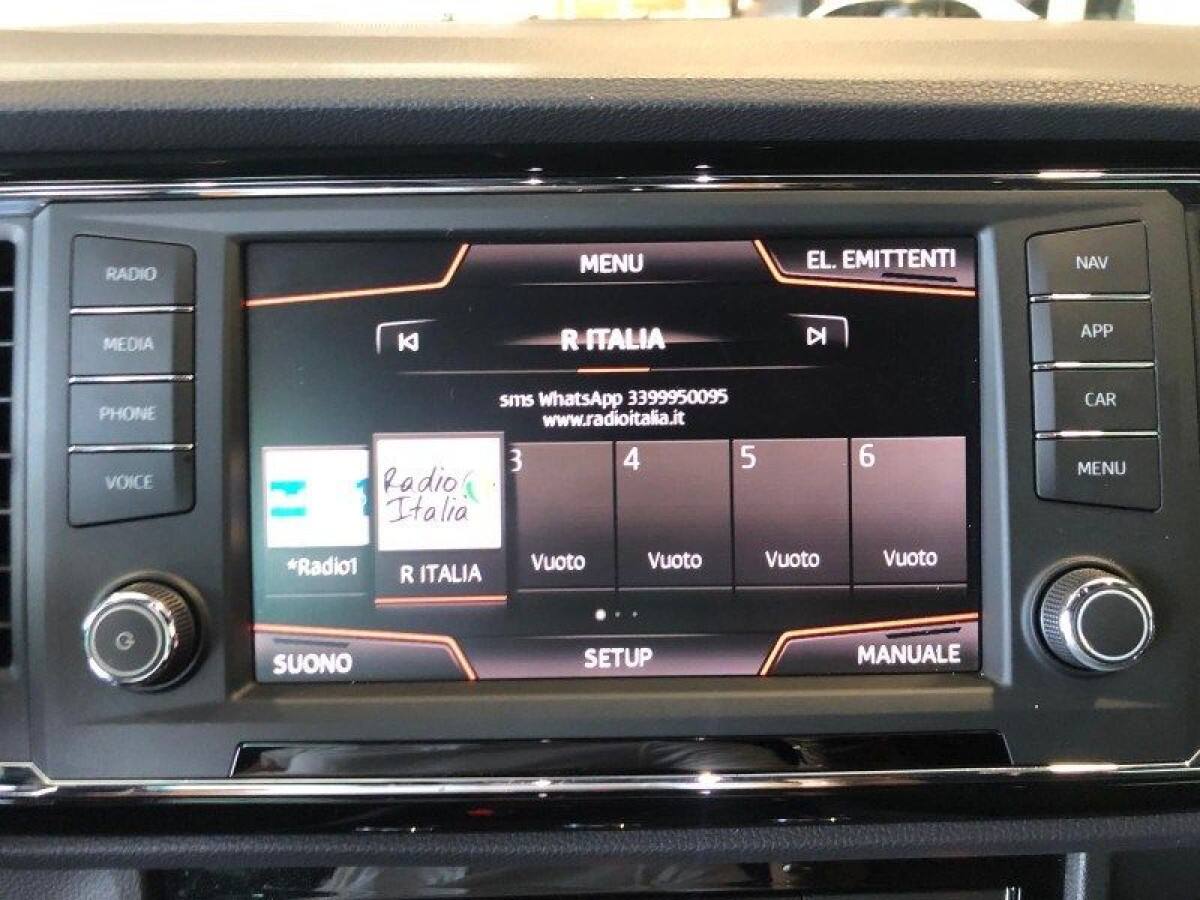 RADIO
MEDIA
PHONE
VOICE
MENU
EL. EMITTENTI
R ITALIA
sms WhatsApp 3399950095
www.radioitalia.it
1
*Radio1
Radio
Italia
R ITALIA
3
Vuoto
4
Vuoto
5
Vuoto
6
Vuoto
SUONO
SETUP
MANUALE
NAV
APP
CAR
MENU